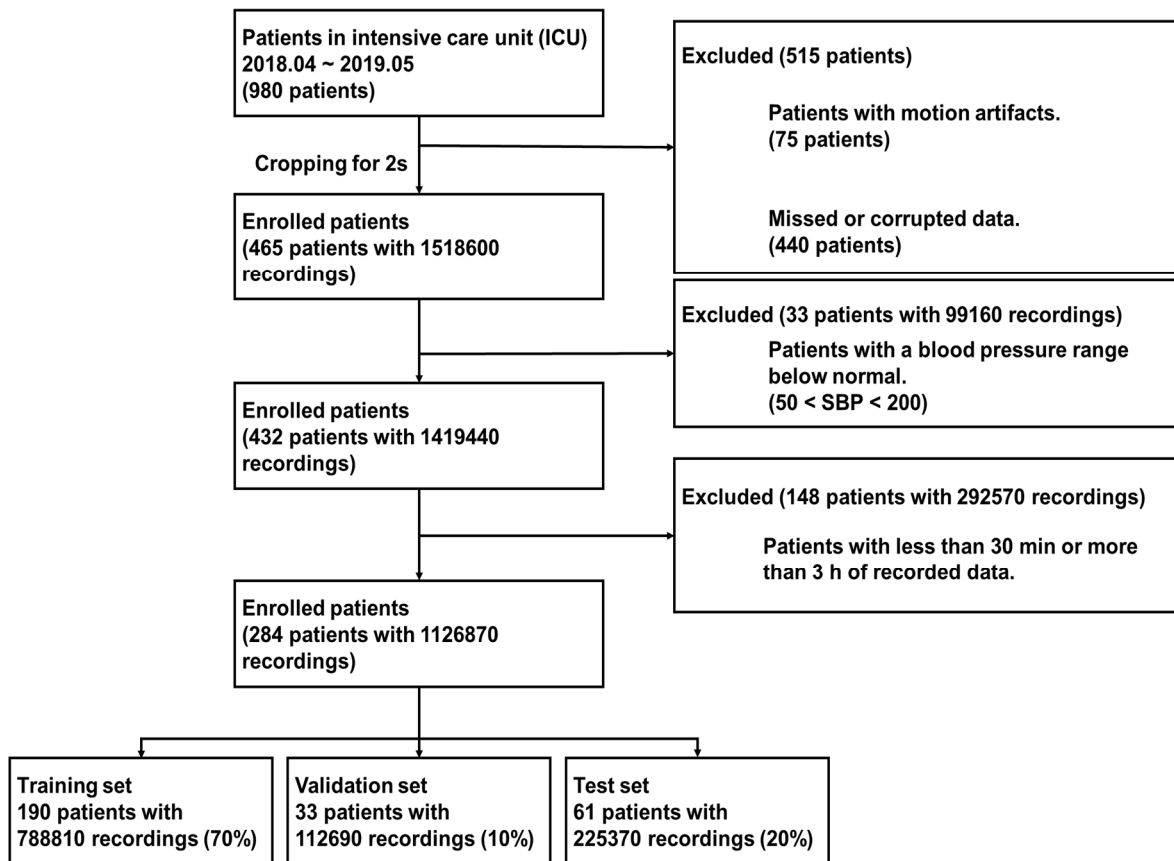 Patients in intensive care unit (ICU)
2018.04 ~ 2019.05
(980 patients)
Excluded (515 patients)
Patients with motion artifacts.
(75 patients)
Missed or corrupted data.
(440 patients)
Cropping for 2s
Enrolled patients
(465 patients with 1518600
recordings)
Excluded (33 patients with 99160 recordings)
Patients with a blood pressure range
below normal.
(50 < SBP < 200)
Enrolled patients
(432 patients with 1419440
recordings)
Excluded (148 patients with 292570 recordings)
Patients with less than 30 min or more
than 3 h of recorded data.
Enrolled patients
(284 patients with 1126870
recordings)
Training set
190 patients with
788810 recordings (70%)
Validation set
33 patients with
112690 recordings (10%)
Test set
61 patients with
225370 recordings (20%)